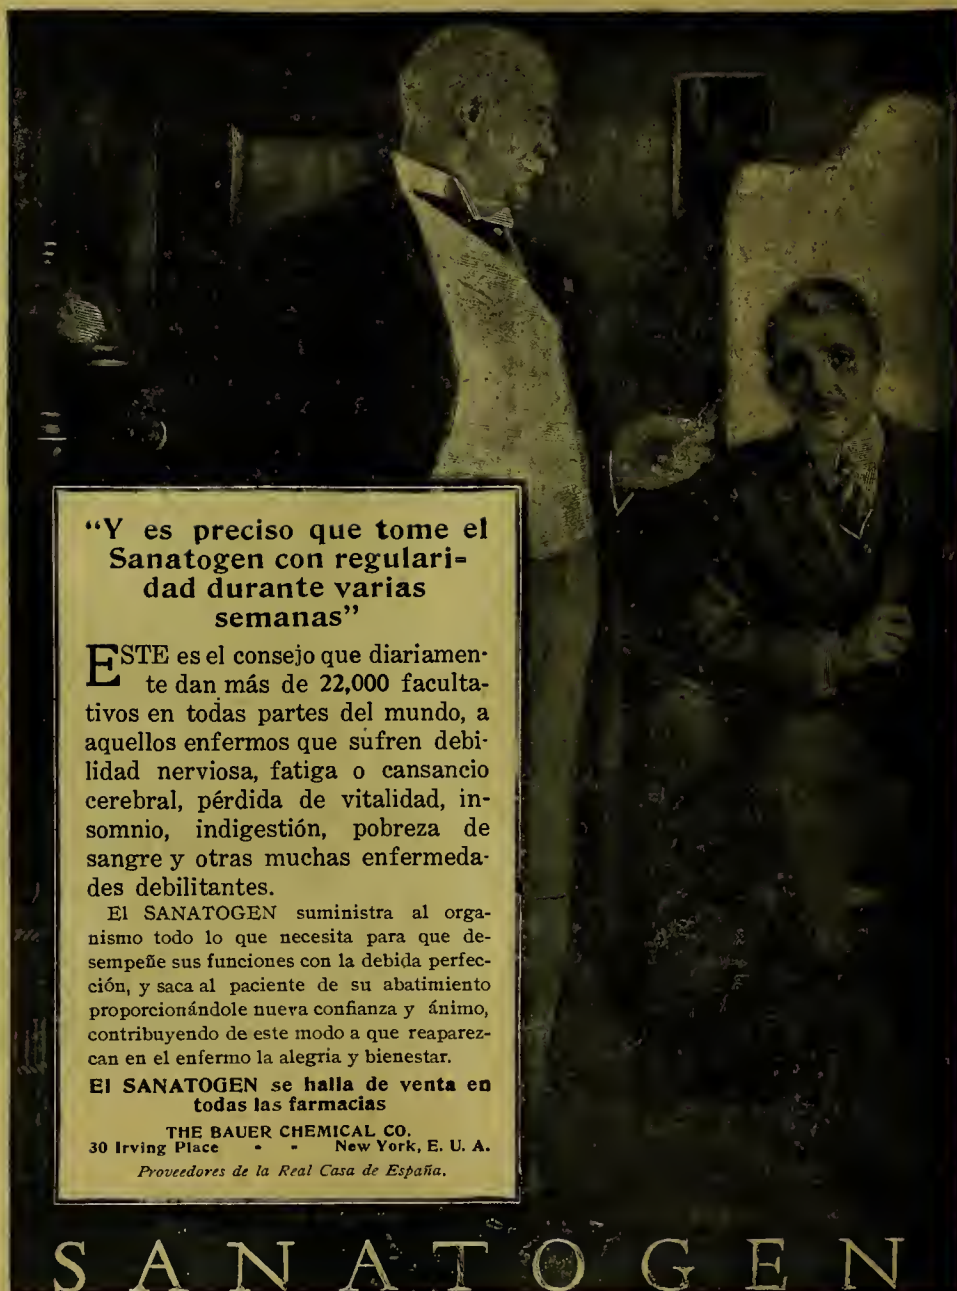 “Y es preciso que tome el
Sanatogen con regulari=
dad durante varias
semanas”
ESTE es el consejo que diariamen-
te dan más de 22,000 faculta-
tivos en todas partes del mundo, a
aquellos enfermos que sufren debi-
lidad nerviosa, fatiga o cansancio
cerebral, pérdida de vitalidad, in-
somnio, indigestión, pobreza de
sangre y otras muchas enfermeda-
des debilitantes.
El SANATOGEN suministra al orga-
nismo todo lo que necesita para que de-
sempeñe sus funciones con la debida perfec-
ción, y saca al paciente de su abatimiento
proporcionándole nueva confianza y ánimo,
contribuyendo de este modo a que reaparez-
can en el enfermo la alegria y bienestar.
El SANATOGEN se halla de venta en
todas las farmacias
THE BAUER CHEMICAL CO.
30 Irving Place - - New York, E. U. A.
Proveedores de la Real Casa de España.
SANATOGEN